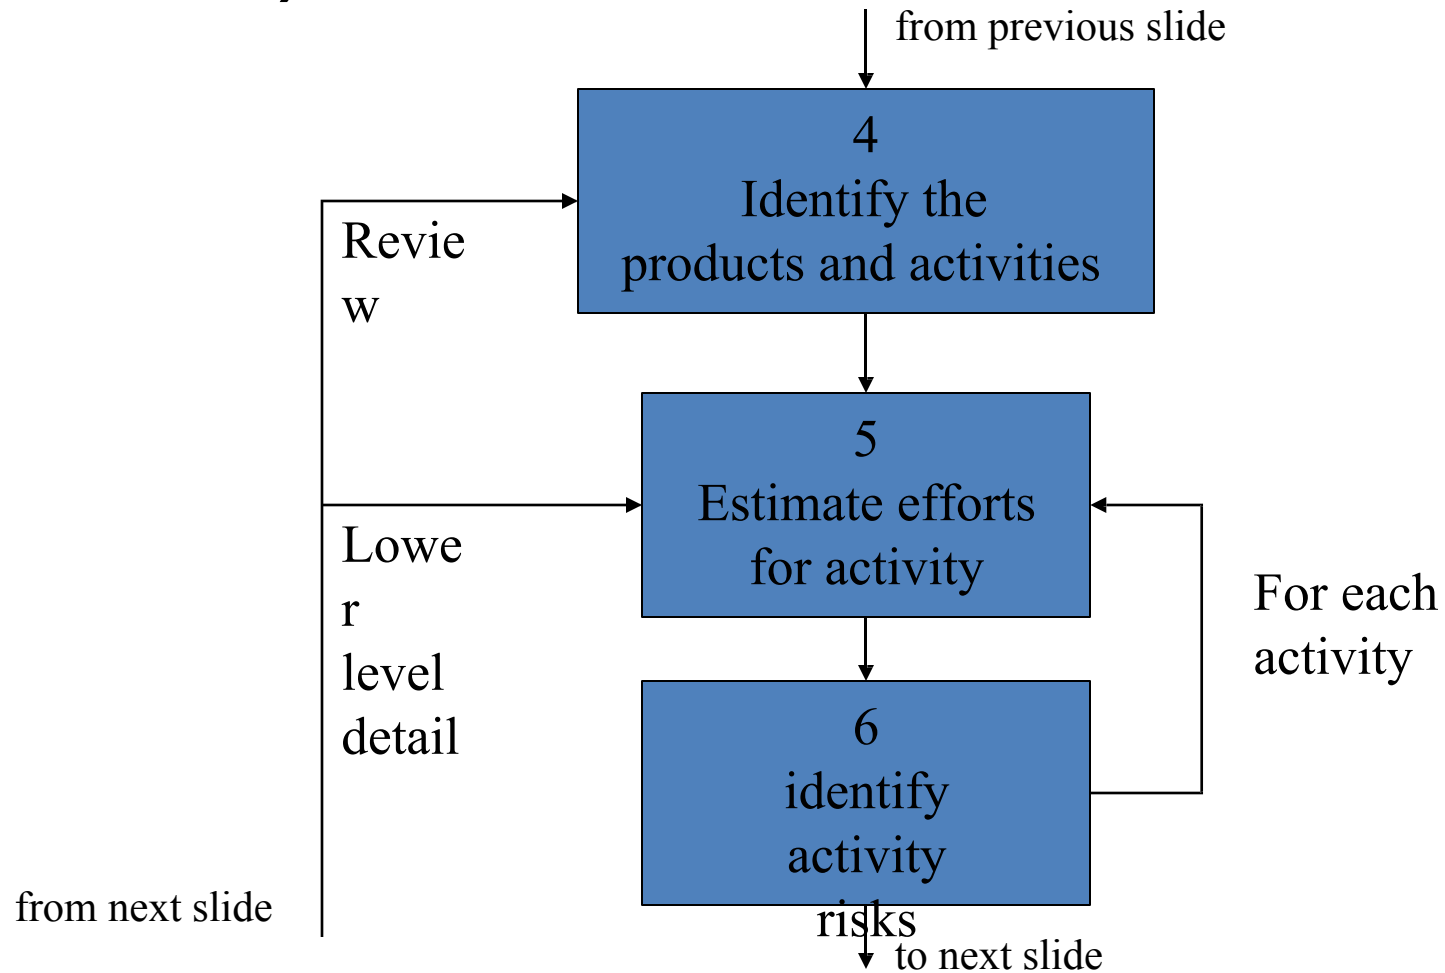 from previous slide
4
Identify the
products and activities
Revie
w
5
Estimate efforts
for activity
Lowe
r
level
detail
For each
activity
6
identify
activity
risks
from next slide
to next slide